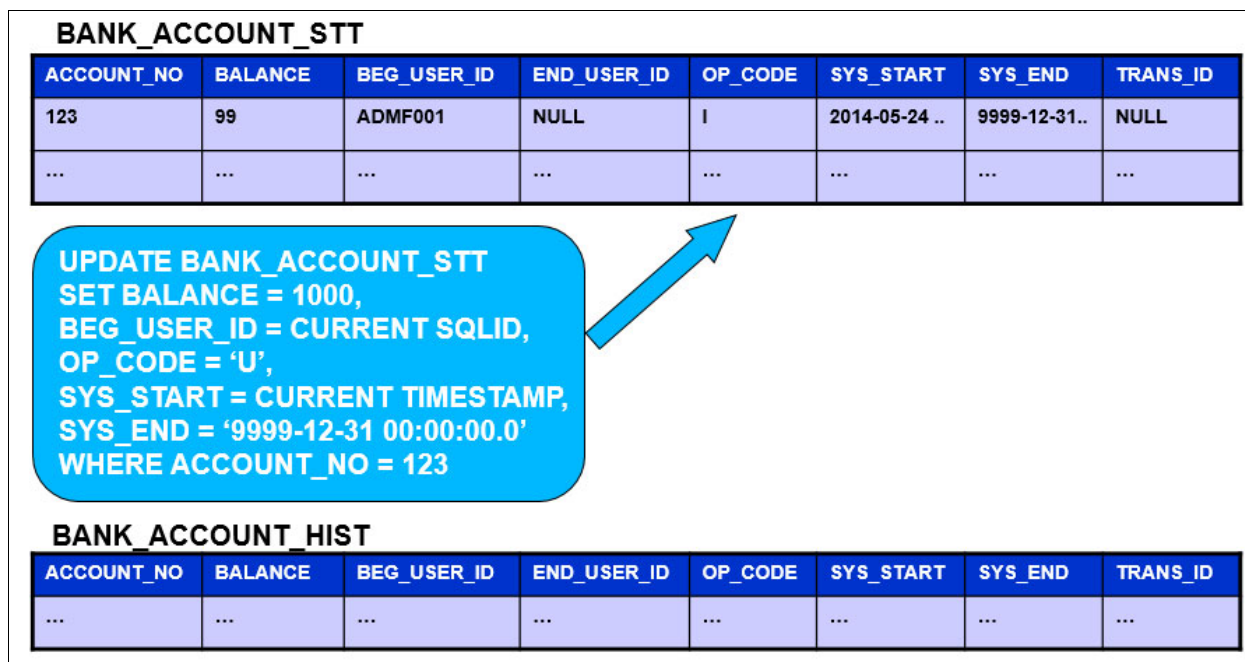 BANK_ACCOUNT_STT
ACCOUNT_NO BALANCE BEG_USER_ID END_USER_ID OP_CODE SYS_START SYS_END TRANS_ID
123 99 ADMF001 NULL I 2014-05-24 .. 9999-12-31.. NULL
... ... ... ... ... ... ... ...
UPDATE BANK_ACCOUNT_STT
SET BALANCE = 1000,
BEG_USER_ID = CURRENT SQLID,
OP_CODE = ‘U’,
SYS_START = CURRENT TIMESTAMP,
SYS_END = ‘9999-12-31 00:00:00.0’
WHERE ACCOUNT_NO = 123
BANK_ACCOUNT_HIST
ACCOUNT_NO BALANCE BEG_USER_ID END_USER_ID OP_CODE SYS_START SYS_END TRANS_ID
... ... ... ... ... ... ... ...